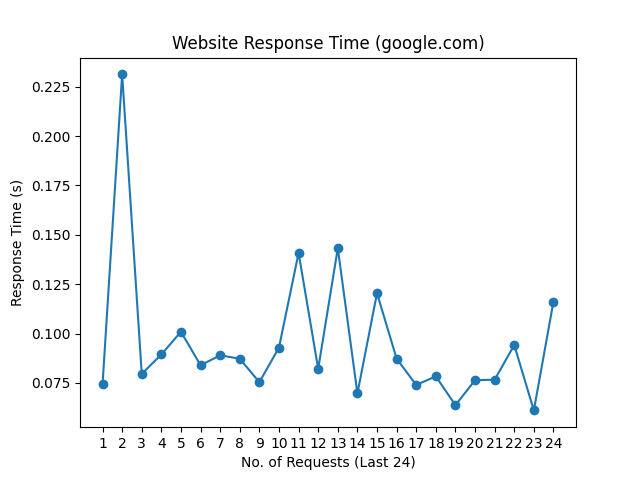 Website Response Time (google.com)
Response Time (s)
0.225
0.200
0.175
0.150
0.125
0.100
0.075
1 2 3 4 5 6 7 8 9 10 11 12 13 14 15 16 17 18 19 20 21 22 23 24
No. of Requests (Last 24)